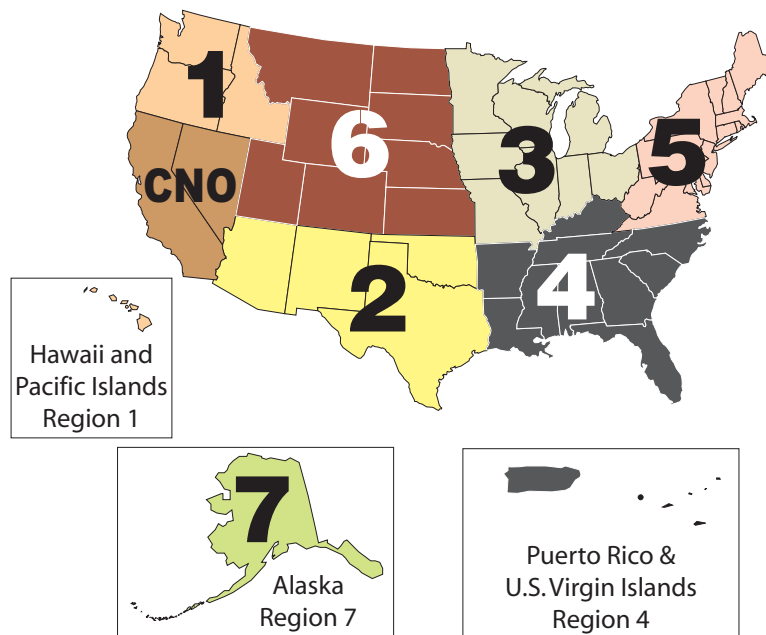 1
6
3
5
CNO
2
4
Hawaii and
Pacific Islands
Region 1
7
Alaska
Region 7
Puerto Rico &
U.S. Virgin Islands
Region 4